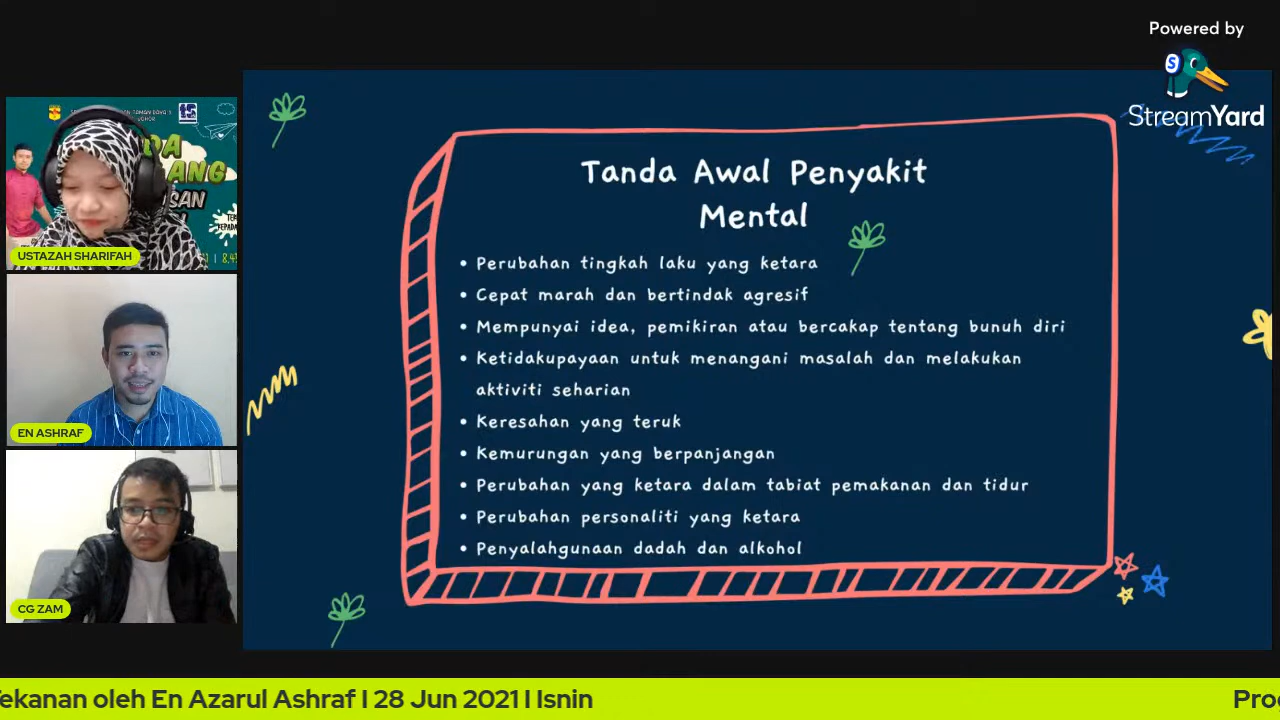 Powered by
StreamYard
USTAZAH SHARIFAH
EN ASHRAF
CG ZAM
Tanda Awal Penyakit
Mental
• Perubahan tingkah laku yang ketara
• Cepat marah dan bertindak agresif
• Mempunyai idea, pemikiran atau bercakap tentang bunuh diri
• Ketidakupayaan untuk menangani masalah dan melakukan
aktiviti seharian
• Keresahan yang teruk
• Kemurungan yang berpanjangan
• Perubahan yang ketara dalam tabiat pemakanan dan tidur
• Perubahan personaliti yang ketara
• Penyalahgunaan dadah dan alkohol
Tekanan oleh En Azarul Ashraf I 28 Jun 2021 I Isnin